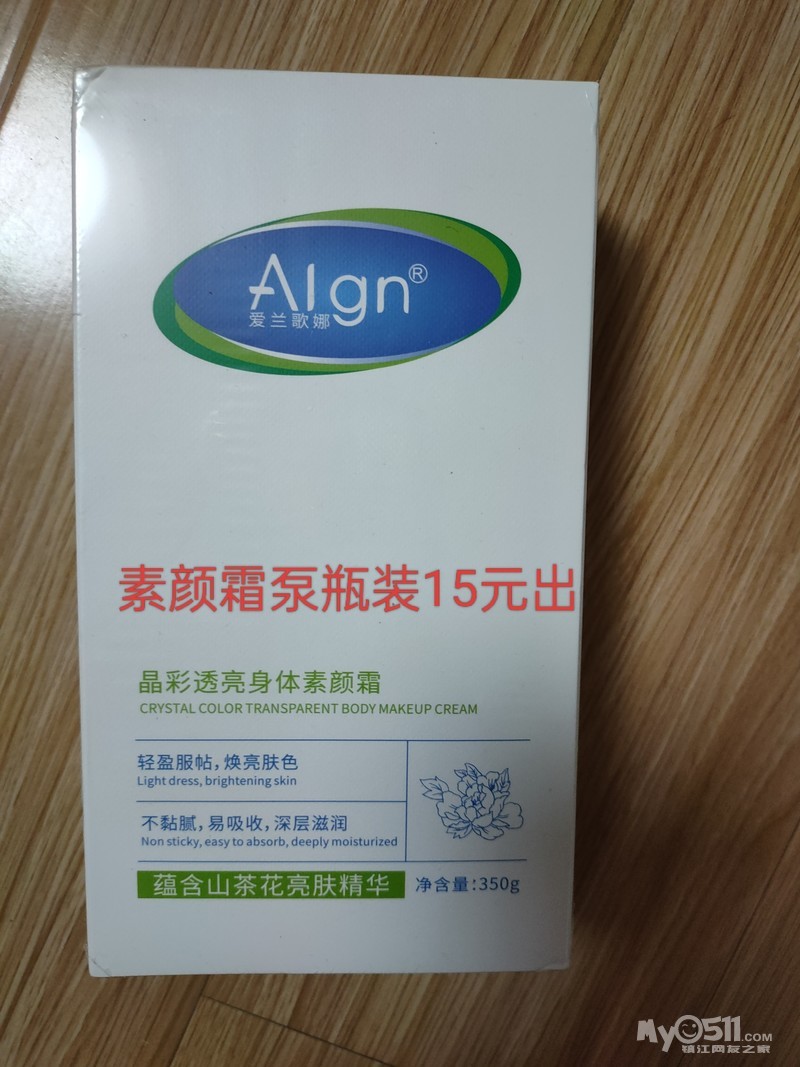 Algn®
爱兰歌娜
素颜霜泵瓶装15元出
晶彩透亮身体素颜霜
CRYSTAL COLOR TRANSPARENT BODY MAKEUP CREAM
轻盈服帖，焕亮肤色
Light dress, brightening skin
不黏腻，易吸收，深层滋润
Non sticky, easy to absorb, deeply moisturized
蕴含山茶花亮肤精华
净含量：350g
My0511.COM
镇江网友之家